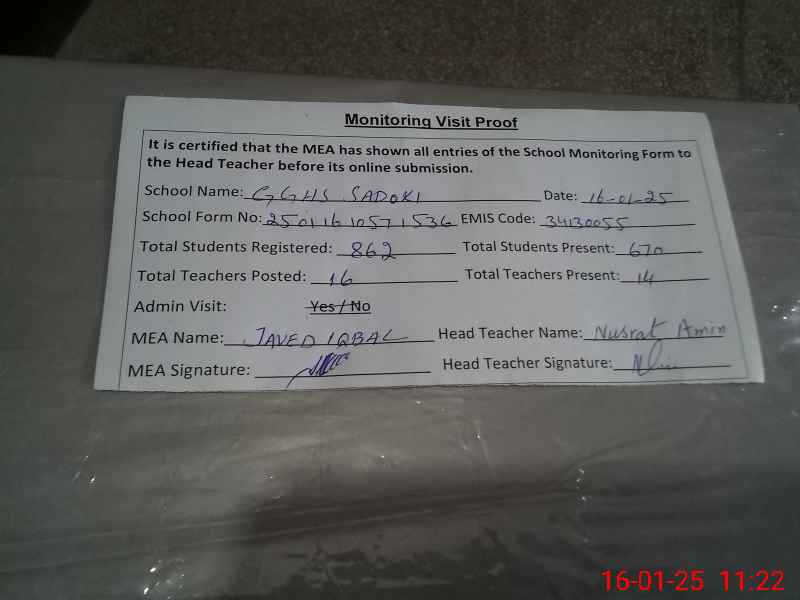 Monitoring Visit Proof
It is certified that the MEA has shown all entries of the School Monitoring Form to
the Head Teacher before its online submission.
School Name: GGHS SADOKI Date: 16-01-25
School Form No: 25011610571536 EMIS Code: 34130055
Total Students Registered: 862 Total Students Present: 670
Total Teachers Posted: 16 Total Teachers Present: 14
Admin Visit: Yes / No
MEA Name: JAVED IQBAL Head Teacher Name: Nusrat Amin
MEA Signature: Head Teacher Signature:
16-01-25 11:22